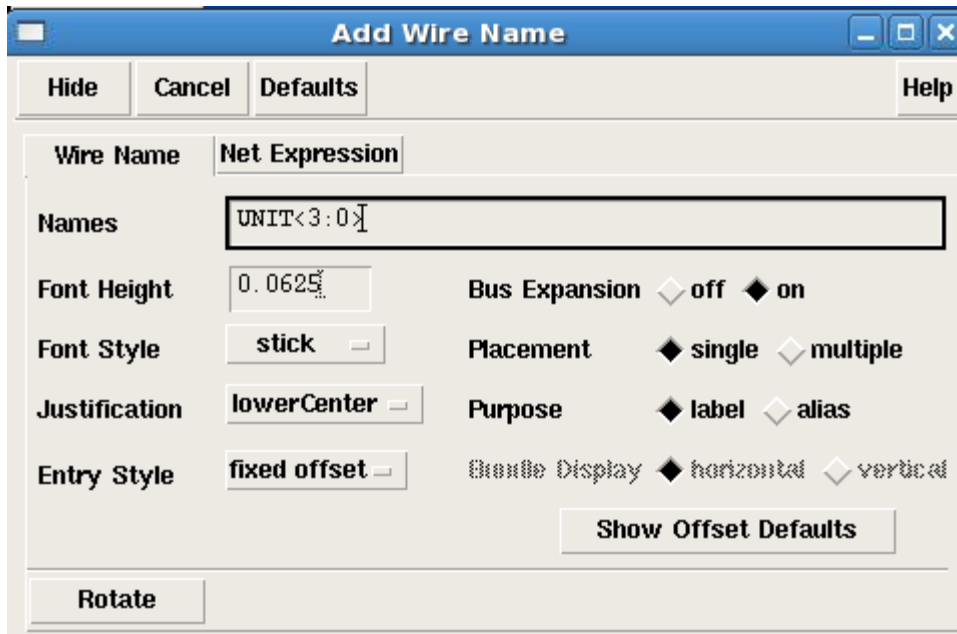 Add Wire Name
Hide Cancel Defaults Help
Wire Name Net Expression
Names UNIT<3:0>
Font Height 0.0625 Bus Expansion off on
Font Style stick Placement single multiple
Justification lowerCenter Purpose label alias
Entry Style fixed offset Bundle Display horizontal vertical
Show Offset Defaults
Rotate